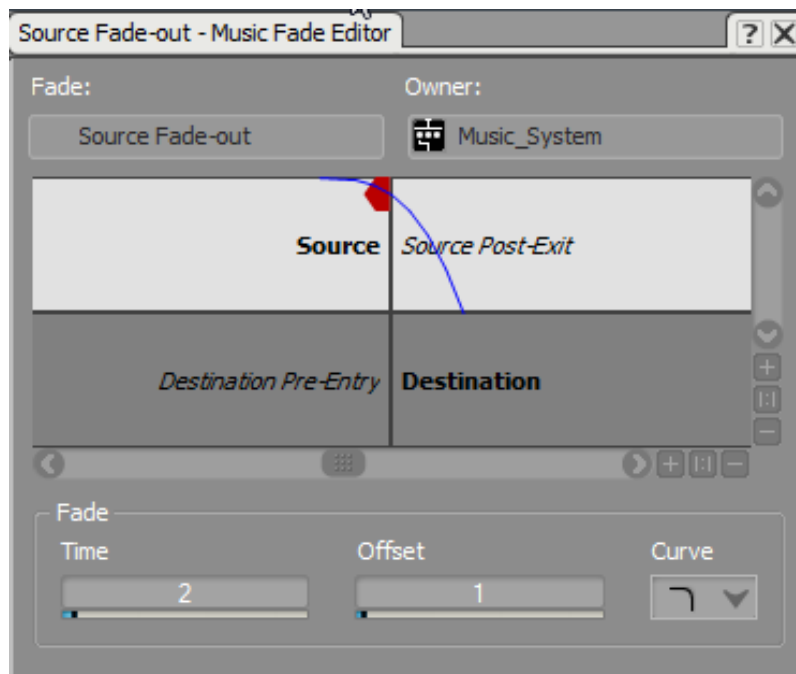 Source Fade-out - Music Fade Editor
?
Fade:
Owner:
Source Fade-out
Music_System
Source
Source Post-Exit
Destination Pre-Entry
Destination
Fade
Time
Offset
Curve
2
1